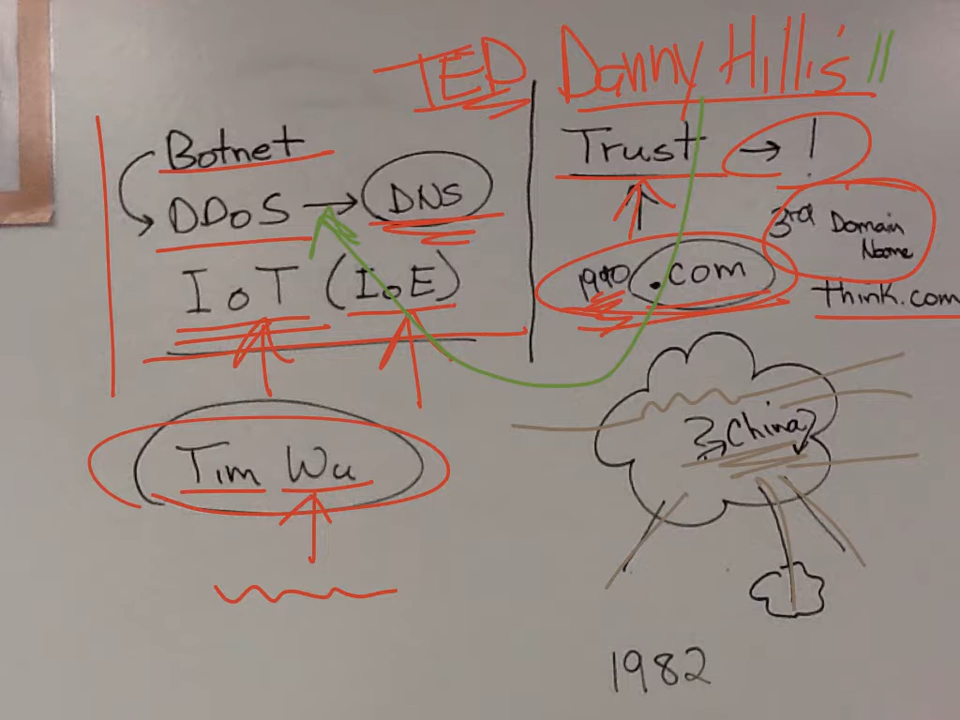 TED Danny Hillis
Botnet
DDoS → DNS
IoT (IoE)
Tim Wu
Trust → !
3rd Domain Name
.com
Think.com
China
1982